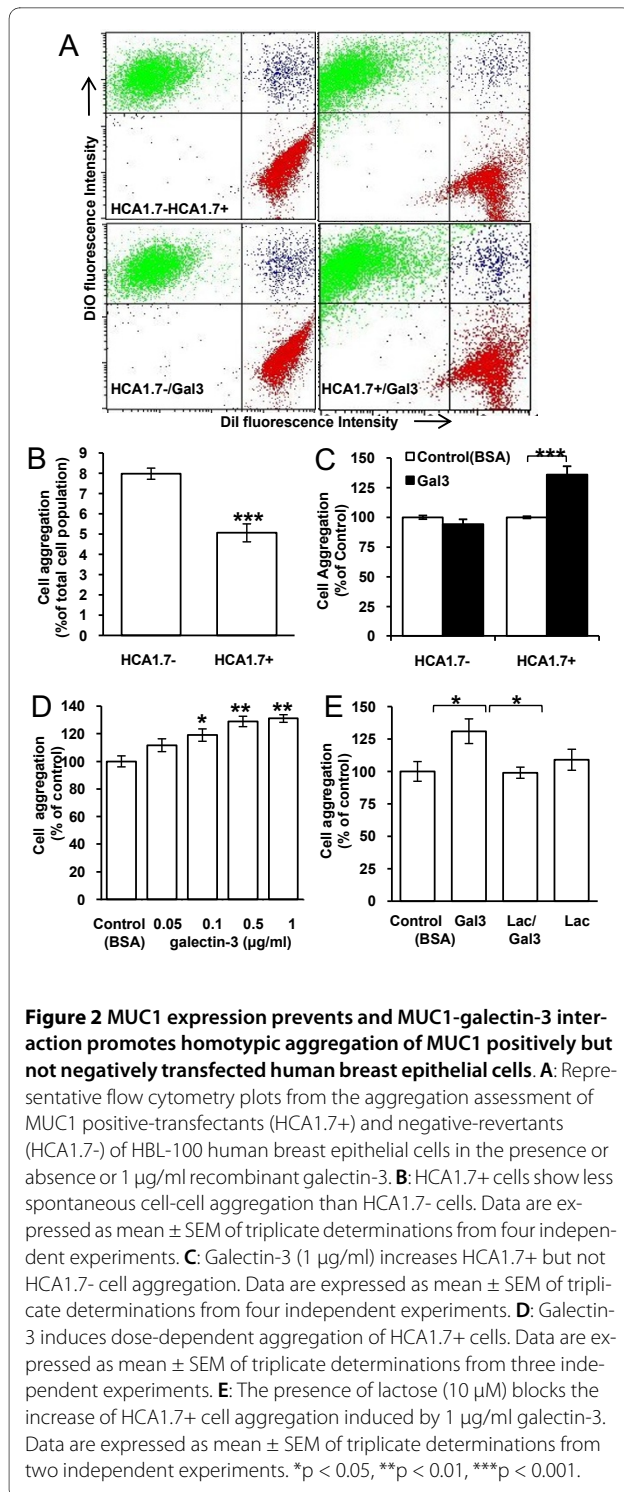 A
DiO fluorescence Intensity
HCA1.7-HCA1.7+
HCA1.7-/Gal3
HCA1.7+/Gal3
DiI fluorescence Intensity
B
Cell aggregation
(%of total cell population)
9
8
7
6
5
4
3
2
1
0
***
HCA1.7-
HCA1.7+
C
Control(BSA)
Gal3
***
Cell Aggregation
(%of Control)
150
125
100
75
50
25
0
HCA1.7-
HCA1.7+
D
Cell aggregation
(% of control)
140
120
100
80
60
40
20
0
*
**
**
Control
(BSA)
0.05
0.1
0.5
1
galectin-3 (µg/ml)
E
Cell aggregation
(% of control)
150
125
100
75
50
25
0
*
*
Control
(BSA)
Gal3
Lac/
Gal3
Lac
Figure 2 MUC1 expression prevents and MUC1-galectin-3 inter-
action promotes homotypic aggregation of MUC1 positively but
not negatively transfected human breast epithelial cells. A: Repre-
sentative flow cytometry plots from the aggregation assessment of
MUC1 positive-transfectants (HCA1.7+) and negative-revertants
(HCA1.7-) of HBL-100 human breast epithelial cells in the presence or
absence or 1 µg/ml recombinant galectin-3. B: HCA1.7+ cells show less
spontaneous cell-cell aggregation than HCA1.7- cells. Data are ex-
pressed as mean ± SEM of triplicate determinations from four indepen-
dent experiments. C: Galectin-3 (1 µg/ml) increases HCA1.7+ but not
HCA1.7- cell aggregation. Data are expressed as mean ± SEM of tripli-
cate determinations from four independent experiments. D: Galectin-
3 induces dose-dependent aggregation of HCA1.7+ cells. Data are ex-
pressed as mean ± SEM of triplicate determinations from three inde-
pendent experiments. E: The presence of lactose (10 µM) blocks the
increase of HCA1.7+ cell aggregation induced by 1 µg/ml galectin-3.
Data are expressed as mean ± SEM of triplicate determinations from
two independent experiments. *p < 0.05, **p < 0.01, ***p < 0.001.